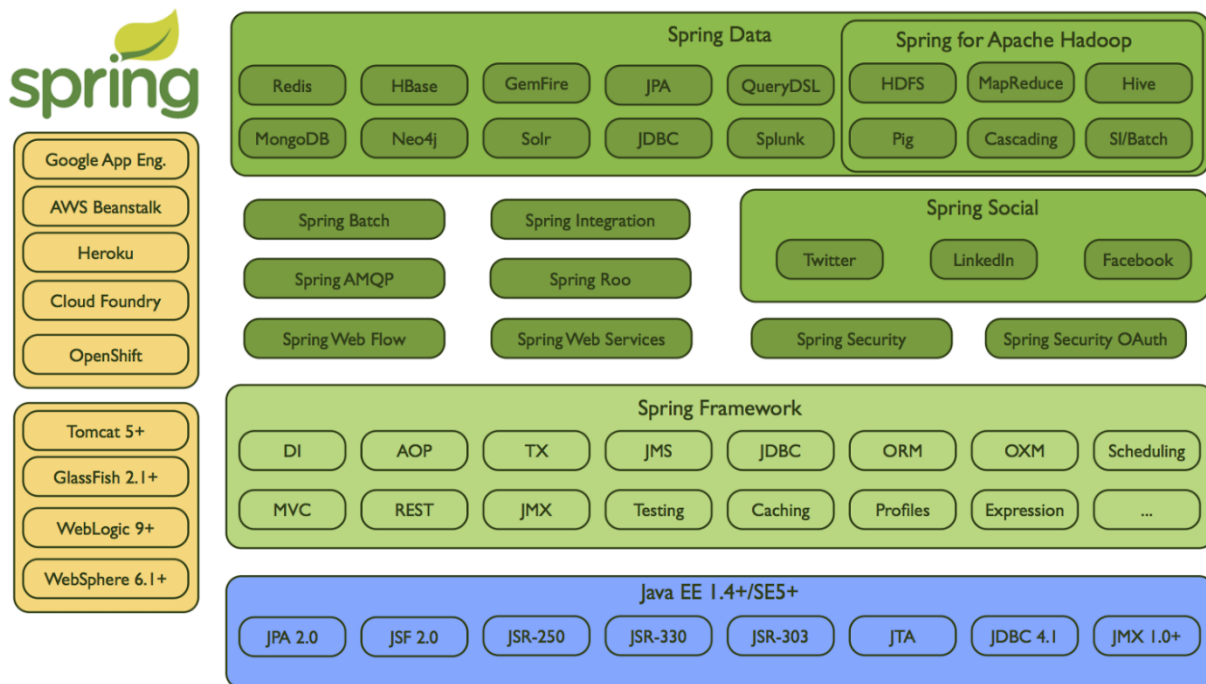 spring
Google App Eng.
AWS Beanstalk
Heroku
Cloud Foundry
OpenShift
Tomcat 5+
GlassFish 2.1+
WebLogic 9+
WebSphere 6.1+
Spring Data
Redis HBase GemFire JPA QueryDSL
MongoDB Neo4j Solr JDBC Splunk
Spring for Apache Hadoop
HDFS MapReduce Hive
Pig Cascading SI/Batch
Spring Batch Spring Integration
Spring AMQP Spring Roo
Spring Social
Twitter LinkedIn Facebook
Spring Web Flow Spring Web Services Spring Security Spring Security OAuth
Spring Framework
DI AOP TX JMS JDBC ORM OXM Scheduling
MVC REST JMX Testing Caching Profiles Expression ...
Java EE 1.4+/SE5+
JPA 2.0 JSF 2.0 JSR-250 JSR-330 JSR-303 JTA JDBC 4.1 JMX 1.0+